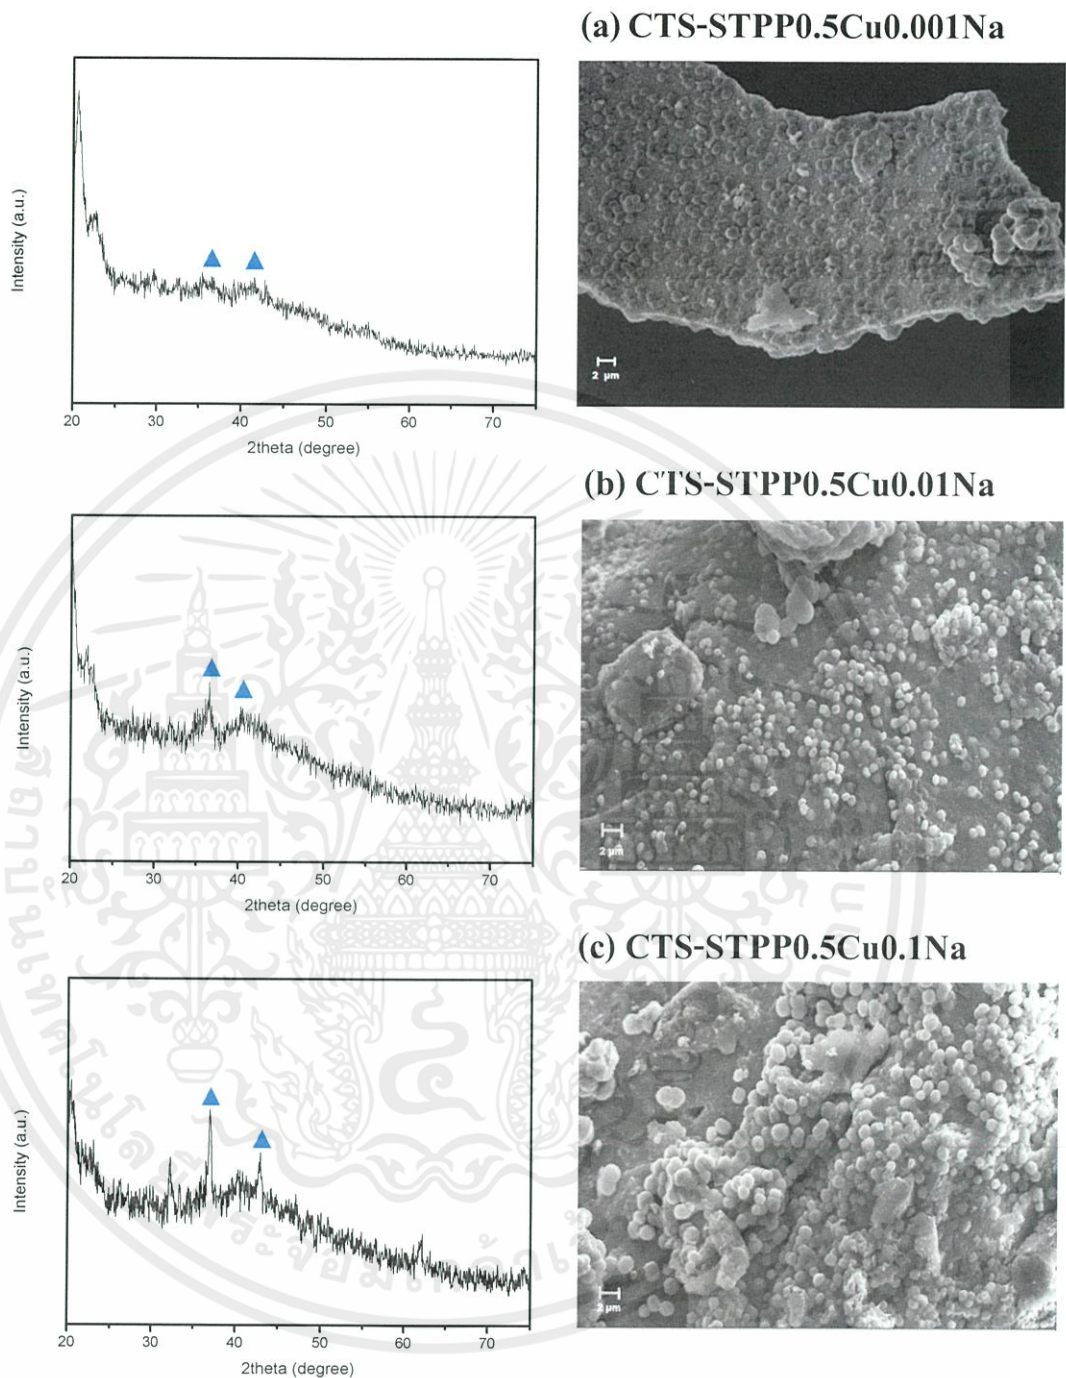 (a) CTS-STPP0.5Cu0.001Na
Intensity (a.u.)
20 30 40 50 60 70
2theta (degree)
2 µm
(b) CTS-STPP0.5Cu0.01Na
Intensity (a.u.)
20 30 40 50 60 70
2theta (degree)
2 µm
(c) CTS-STPP0.5Cu0.1Na
Intensity (a.u.)
20 30 40 50 60 70
2theta (degree)
2 µm